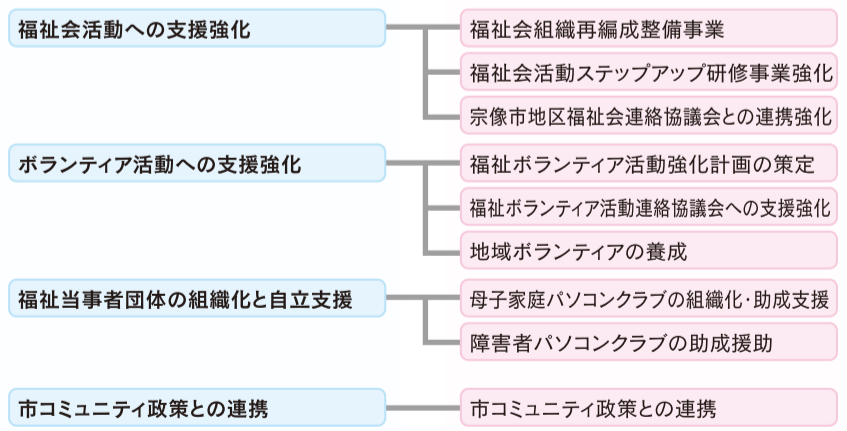 福祉会活動への支援強化
福祉会組織再編成整備事業
福祉会活動ステップアップ研修事業強化
宗像市地区福祉会連絡協議会との連携強化
ボランティア活動への支援強化
福祉ボランティア活動強化計画の策定
福祉ボランティア活動連絡協議会への支援強化
地域ボランティアの養成
福祉当事者団体の組織化と自立支援
母子家庭パソコンクラブの組織化・助成支援
障害者パソコンクラブの助成援助
市コミュニティ政策との連携
市コミュニティ政策との連携